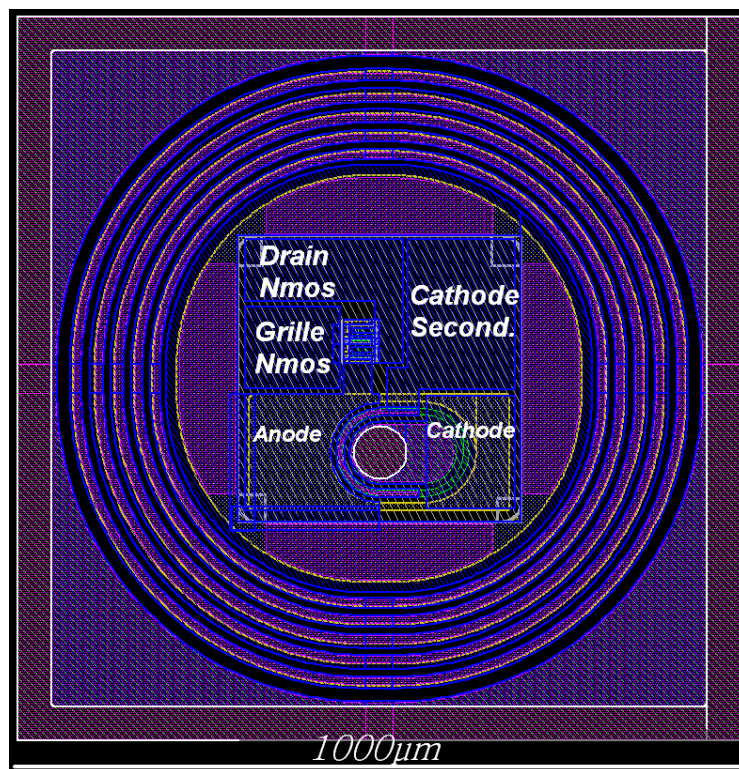 Drain
Nmos
Cathode
Second.
Grille
Nmos
Anode
Cathode
1000µm